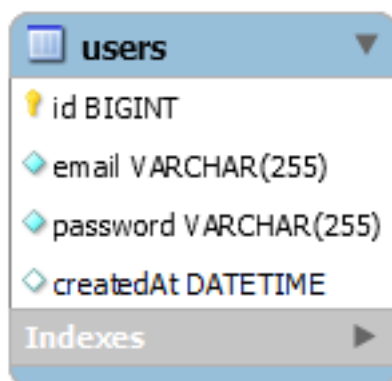 users
id BIGINT
email VARCHAR(255)
password VARCHAR(255)
createdAt DATETIME
Indexes